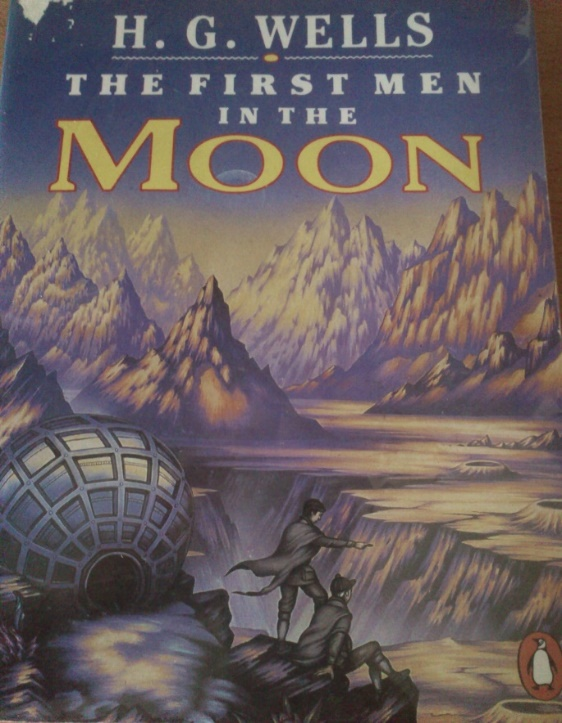 H. G. WELLS
THE FIRST MEN
IN THE
MOON